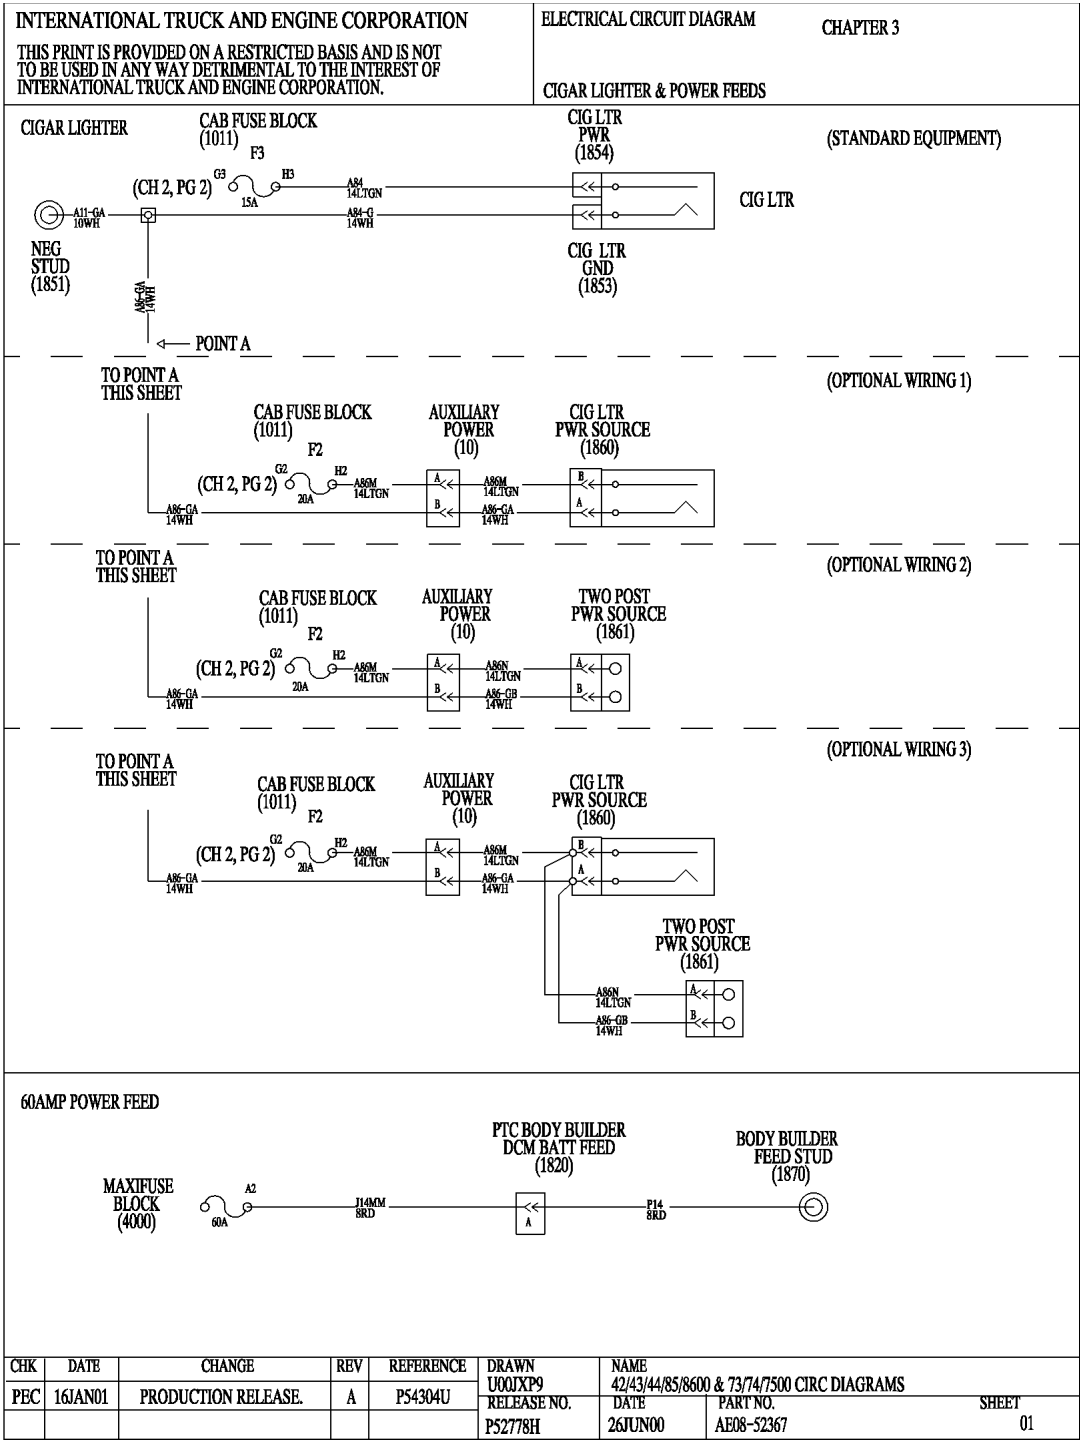 INTERNATIONAL TRUCK AND ENGINE CORPORATION
THIS PRINT IS PROVIDED ON A RESTRICTED BASIS AND IS NOT
TO BE USED IN ANY WAY DETRIMENTAL TO THE INTEREST OF
INTERNATIONAL TRUCK AND ENGINE CORPORATION.
ELECTRICAL CIRCUIT DIAGRAM
CHAPTER 3
CIGAR LIGHTER & POWER FEEDS
CIGAR LIGHTER
CAB FUSE BLOCK
(1011)
F3
G3
H3
(CH 2, PG 2)
15A
A84
14LTGN
CIG LTR
PWR
(1854)
(STANDARD EQUIPMENT)
CIG LTR
A11-GA
10WH
A84-G
14WH
NEG
STUD
(1851)
CIG LTR
GND
(1853)
A86-GA
14WH
POINT A
TO POINT A
THIS SHEET
(OPTIONAL WIRING 1)
CAB FUSE BLOCK
(1011)
F2
G2
H2
(CH 2, PG 2)
20A
A86M
14LTGN
AUXILIARY
POWER
(10)
A
B
A86M
14LTGN
CIG LTR
PWR SOURCE
(1860)
B
A
A86-GA
14WH
A86-GA
14WH
TO POINT A
THIS SHEET
(OPTIONAL WIRING 2)
CAB FUSE BLOCK
(1011)
F2
G2
H2
(CH 2, PG 2)
20A
A86M
14LTGN
AUXILIARY
POWER
(10)
A
B
A86N
14LTGN
TWO POST
PWR SOURCE
(1861)
A
B
A86-GA
14WH
A86-GB
14WH
TO POINT A
THIS SHEET
(OPTIONAL WIRING 3)
CAB FUSE BLOCK
(1011)
F2
G2
H2
(CH 2, PG 2)
20A
A86M
14LTGN
AUXILIARY
POWER
(10)
A
B
A86M
14LTGN
CIG LTR
PWR SOURCE
(1860)
B
A
A86-GA
14WH
A86-GA
14WH
TWO POST
PWR SOURCE
(1861)
A86N
14LTGN
A
A86-GB
14WH
B
60AMP POWER FEED
MAXIFUSE
BLOCK
(4000)
A2
60A
J14MM
8RD
PTC BODY BUILDER
DCM BATT FEED
(1820)
A
P14
8RD
BODY BUILDER
FEED STUD
(1870)
CHK DATE CHANGE REV REFERENCE
PEC 16JAN01 PRODUCTION RELEASE. A P54304U
DRAWN
U00JXP9
NAME
42/43/44/85/8600 & 73/74/7500 CIRC DIAGRAMS
RELEASE NO.
P52778H
DATE
26JUN00
PART NO.
AE08-52367
SHEET
01